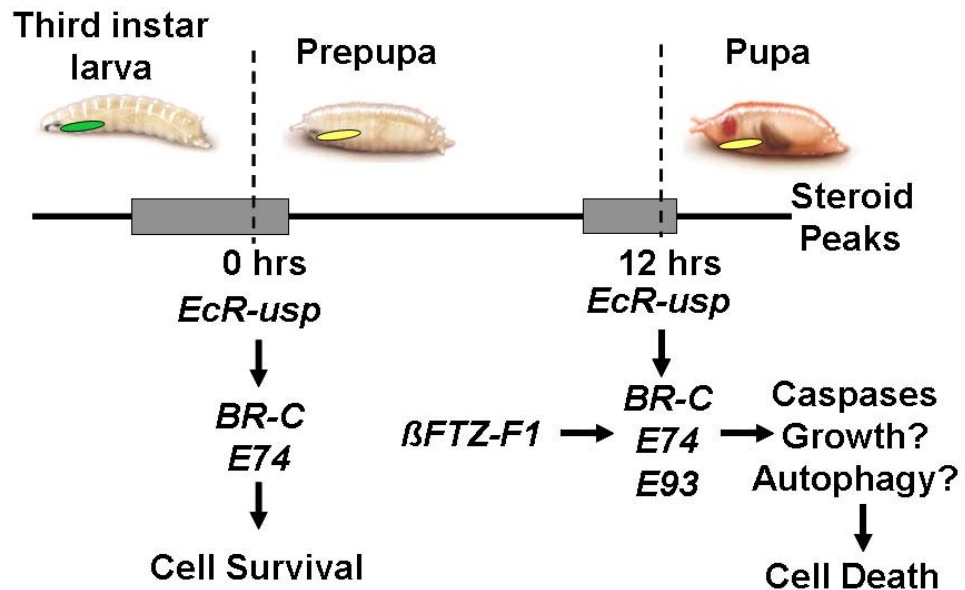 Third instar
larva
Prepupa
Pupa
Steroid
Peaks
0 hrs
12 hrs
EcR-usp
EcR-usp
BR-C
E74
ßFTZ-F1
BR-C
E74
E93
Caspases
Growth?
Autophagy?
Cell Survival
Cell Death